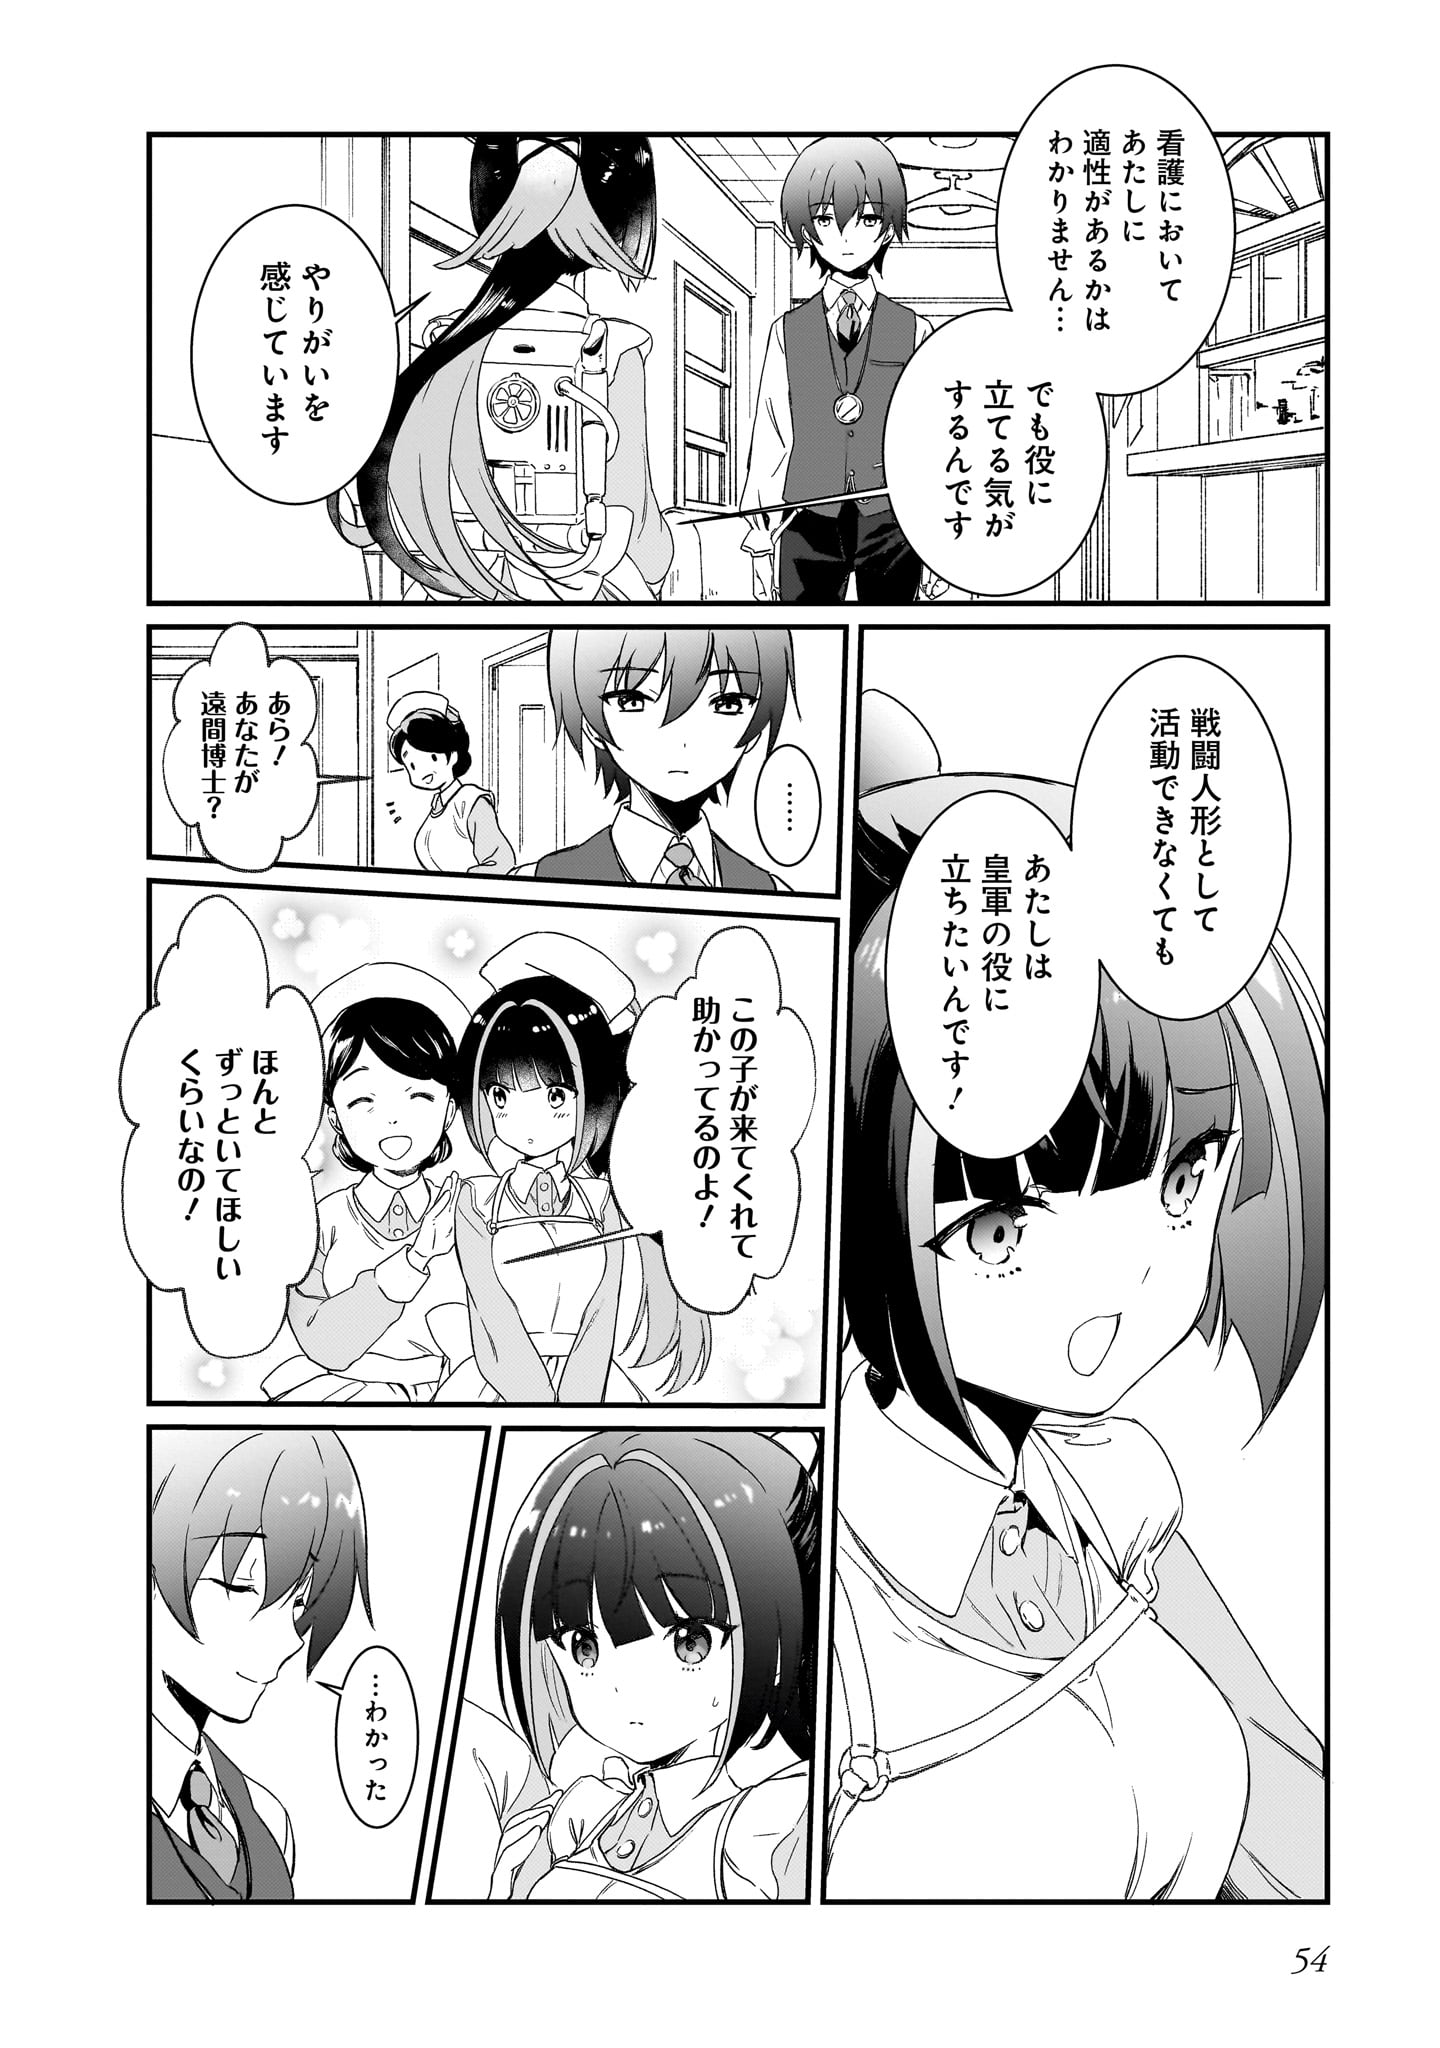 看護において
あたしに
適性があるかは
わかりません…
でも役に
立てる気が
するんです
やりがいを
感じています
戦闘人形として
活動できなくても
あたしは
皇軍の役に
立ちたいんです！
……
あら！
あなたが
遠間博士？
この子が来てくれて
助かってるのよ！
ほんと
ずっといてほしい
くらいなの！
…わかった
54